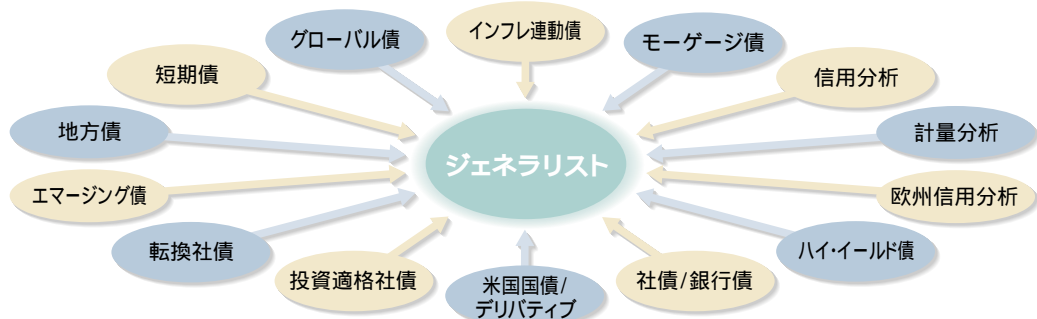 インフレ連動債
グローバル債
モーゲージ債
短期債
信用分析
地方債
計量分析
ジェネラリスト
エマージング債
欧州信用分析
転換社債
ハイ・イールド債
投資適格社債
社債/銀行債
米国国債/
デリバティブ